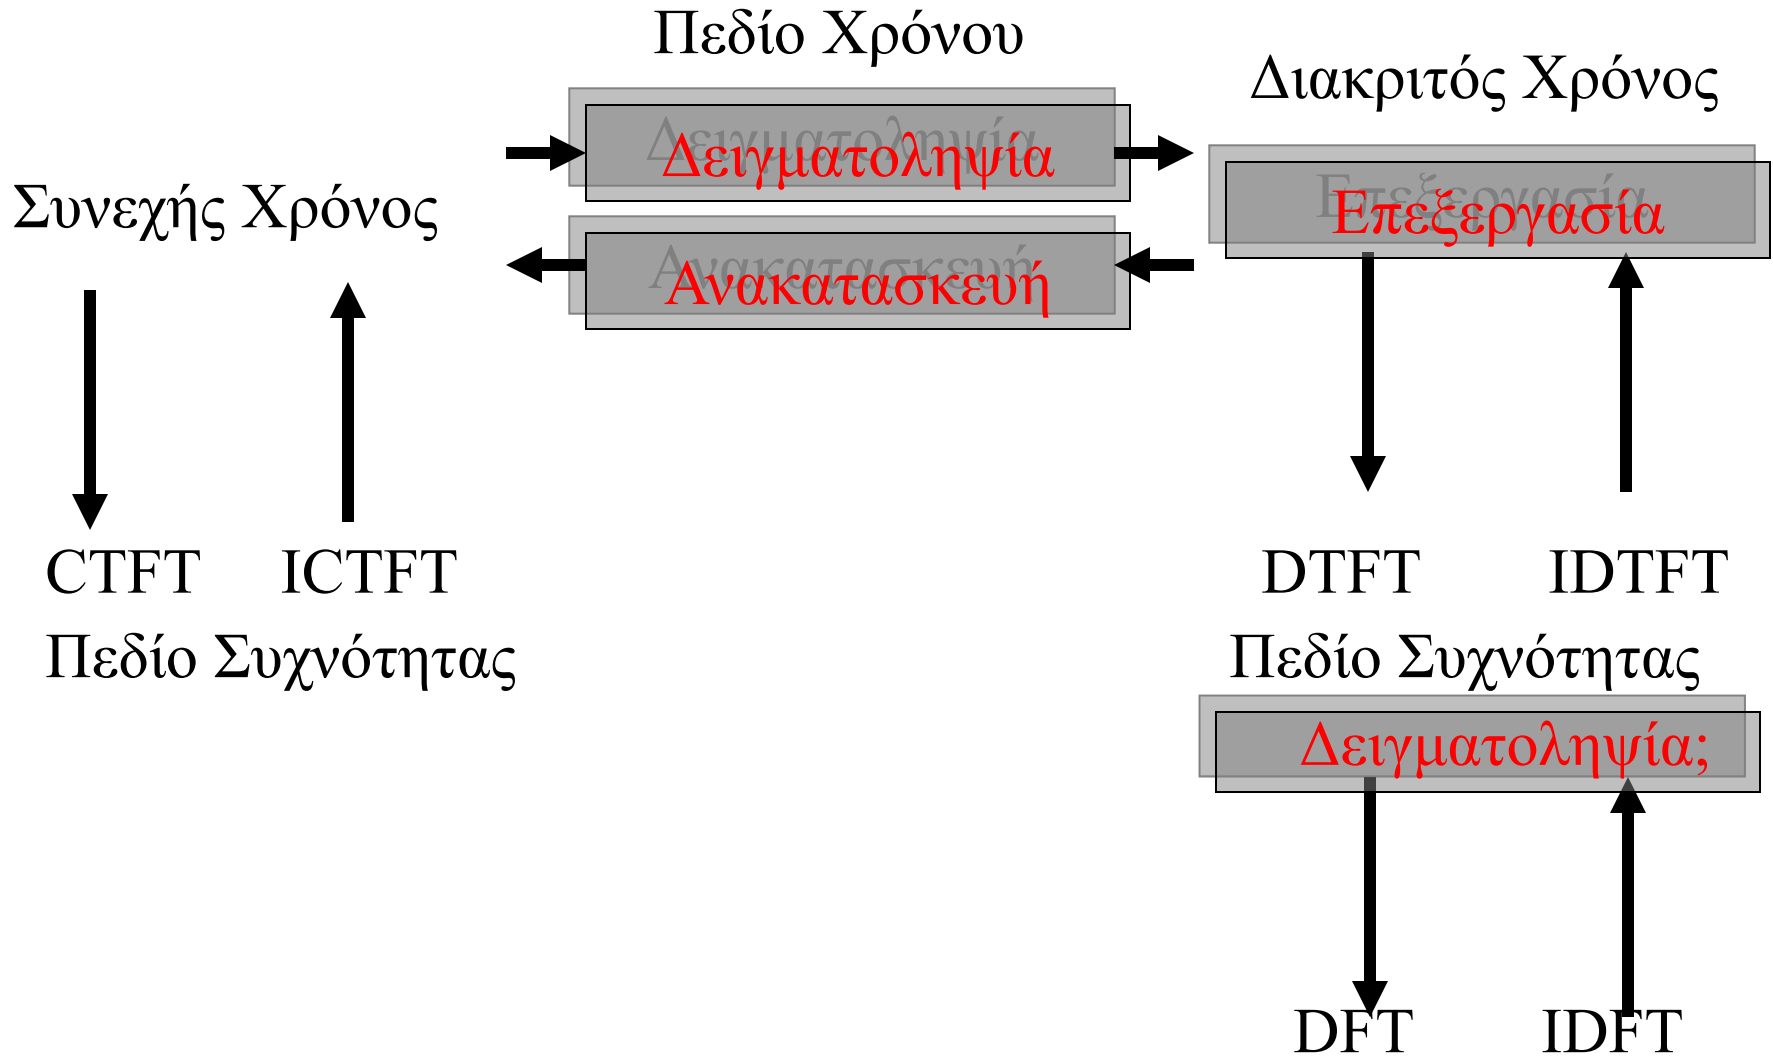 Πεδίο Χρόνου
Διακριτός Χρόνος
Δειγματοληψία
Συνεχής Χρόνος
Επεξεργασία
Ανακατασκευή
CTFT ICTFT
DTFT IDTFT
Πεδίο Συχνότητας
Πεδίο Συχνότητας
Δειγματοληψία;
DFT IDFT